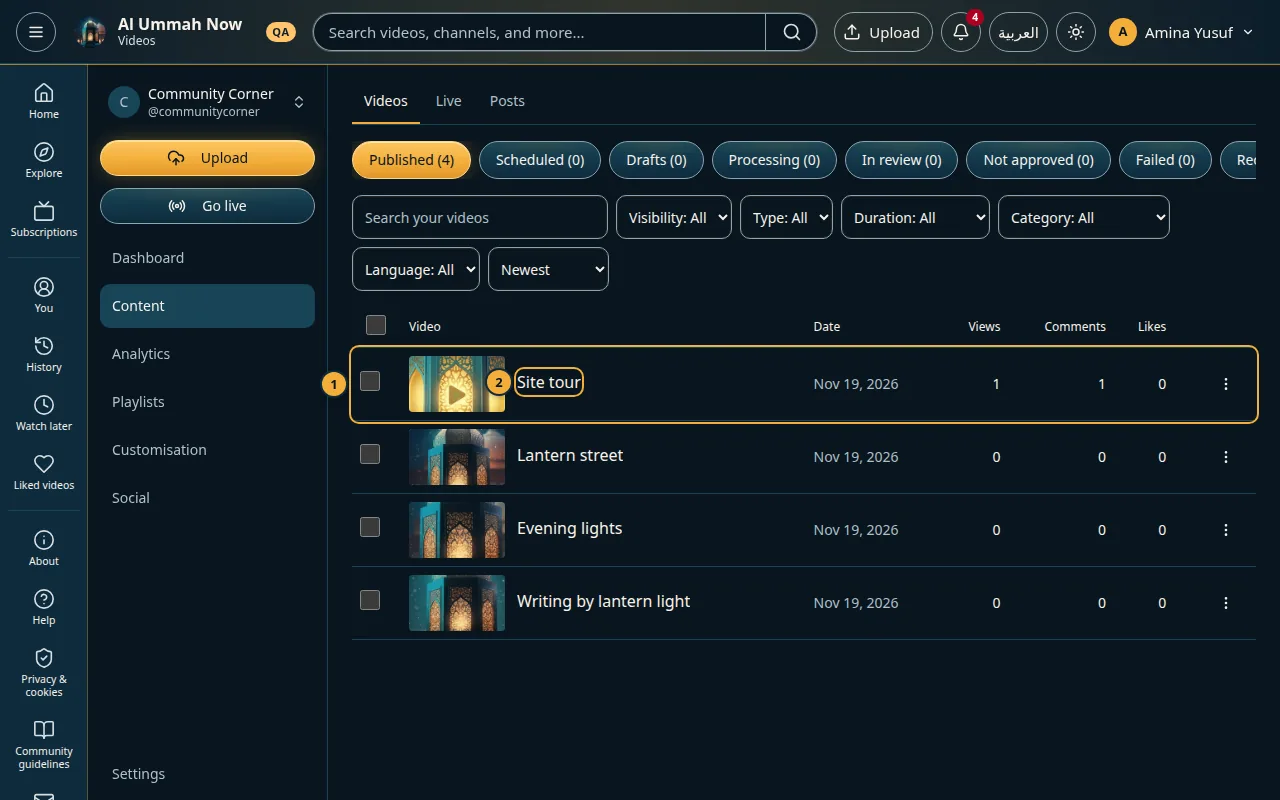 Al Ummah Now
Videos
QA
Search videos, channels, and more...
Upload
4
العربية
A
Amina Yusuf
Home
Explore
Subscriptions
You
History
Watch later
Liked videos
About
Help
Privacy &
cookies
Community
guidelines
C
Community Corner
@communitycorner
Upload
Go live
Dashboard
Content
Analytics
Playlists
Customisation
Social
Settings
Videos
Live
Posts
Published (4)
Scheduled (0)
Drafts (0)
Processing (0)
In review (0)
Not approved (0)
Failed (0)
Search your videos
Visibility: All
Type: All
Duration: All
Category: All
Language: All
Newest
Video
Date
Views
Comments
Likes
1
2
Site tour
Nov 19, 2026
1
1
0
Lantern street
Nov 19, 2026
0
0
0
Evening lights
Nov 19, 2026
0
0
0
Writing by lantern light
Nov 19, 2026
0
0
0